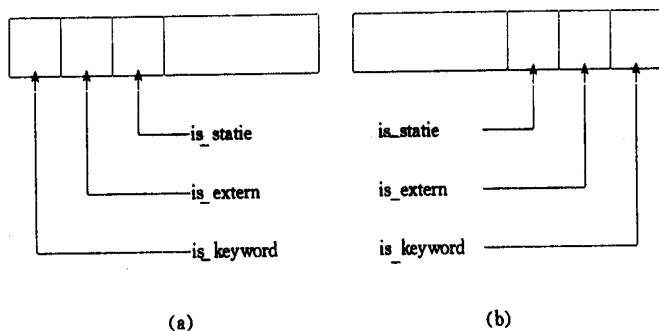 is_statie
is_extern
is_keyword
(a)
is_statie
is_extern
is_keyword
(b)